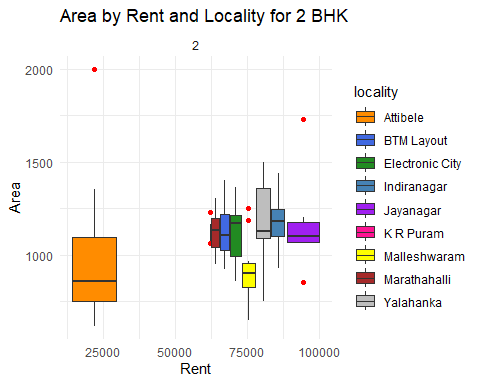 Area by Rent and Locality for 2 BHK
2
2000
1500
1000
Area
25000 50000 75000 100000
Rent
locality
Attibele
BTM Layout
Electronic City
Indiranagar
Jayanagar
K R Puram
Malleshwaram
Marathahalli
Yalahanka